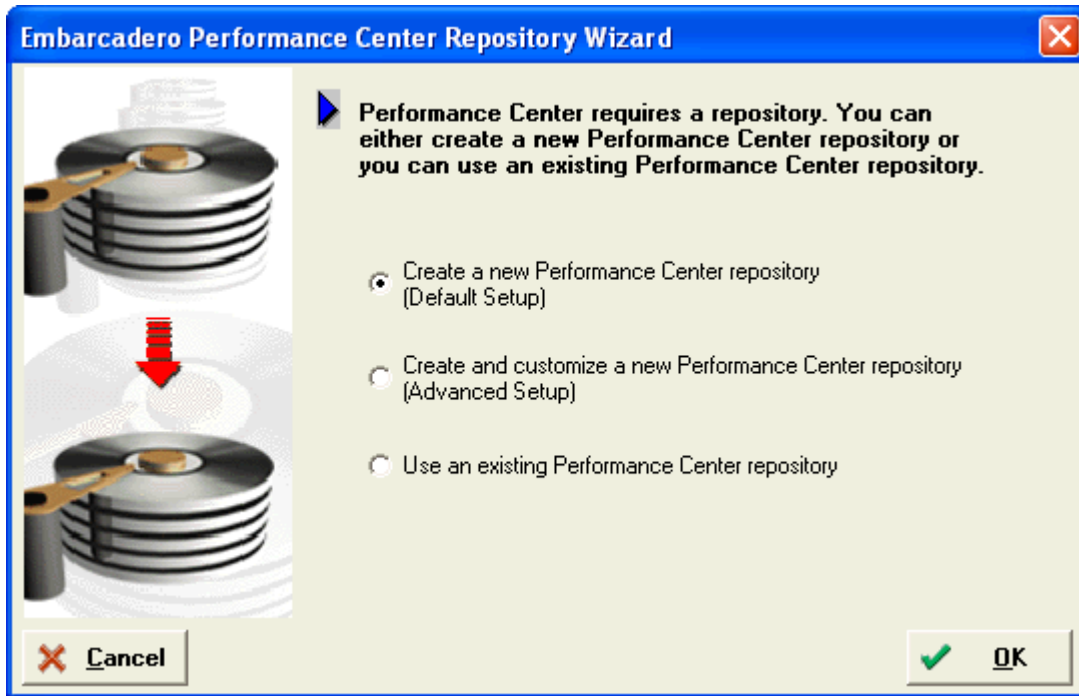 Embarcadero Performance Center Repository Wizard
Performance Center requires a repository. You can
either create a new Performance Center repository or
you can use an existing Performance Center repository.
Create a new Performance Center repository
(Default Setup)
Create and customize a new Performance Center repository
(Advanced Setup)
Use an existing Performance Center repository
Cancel
OK